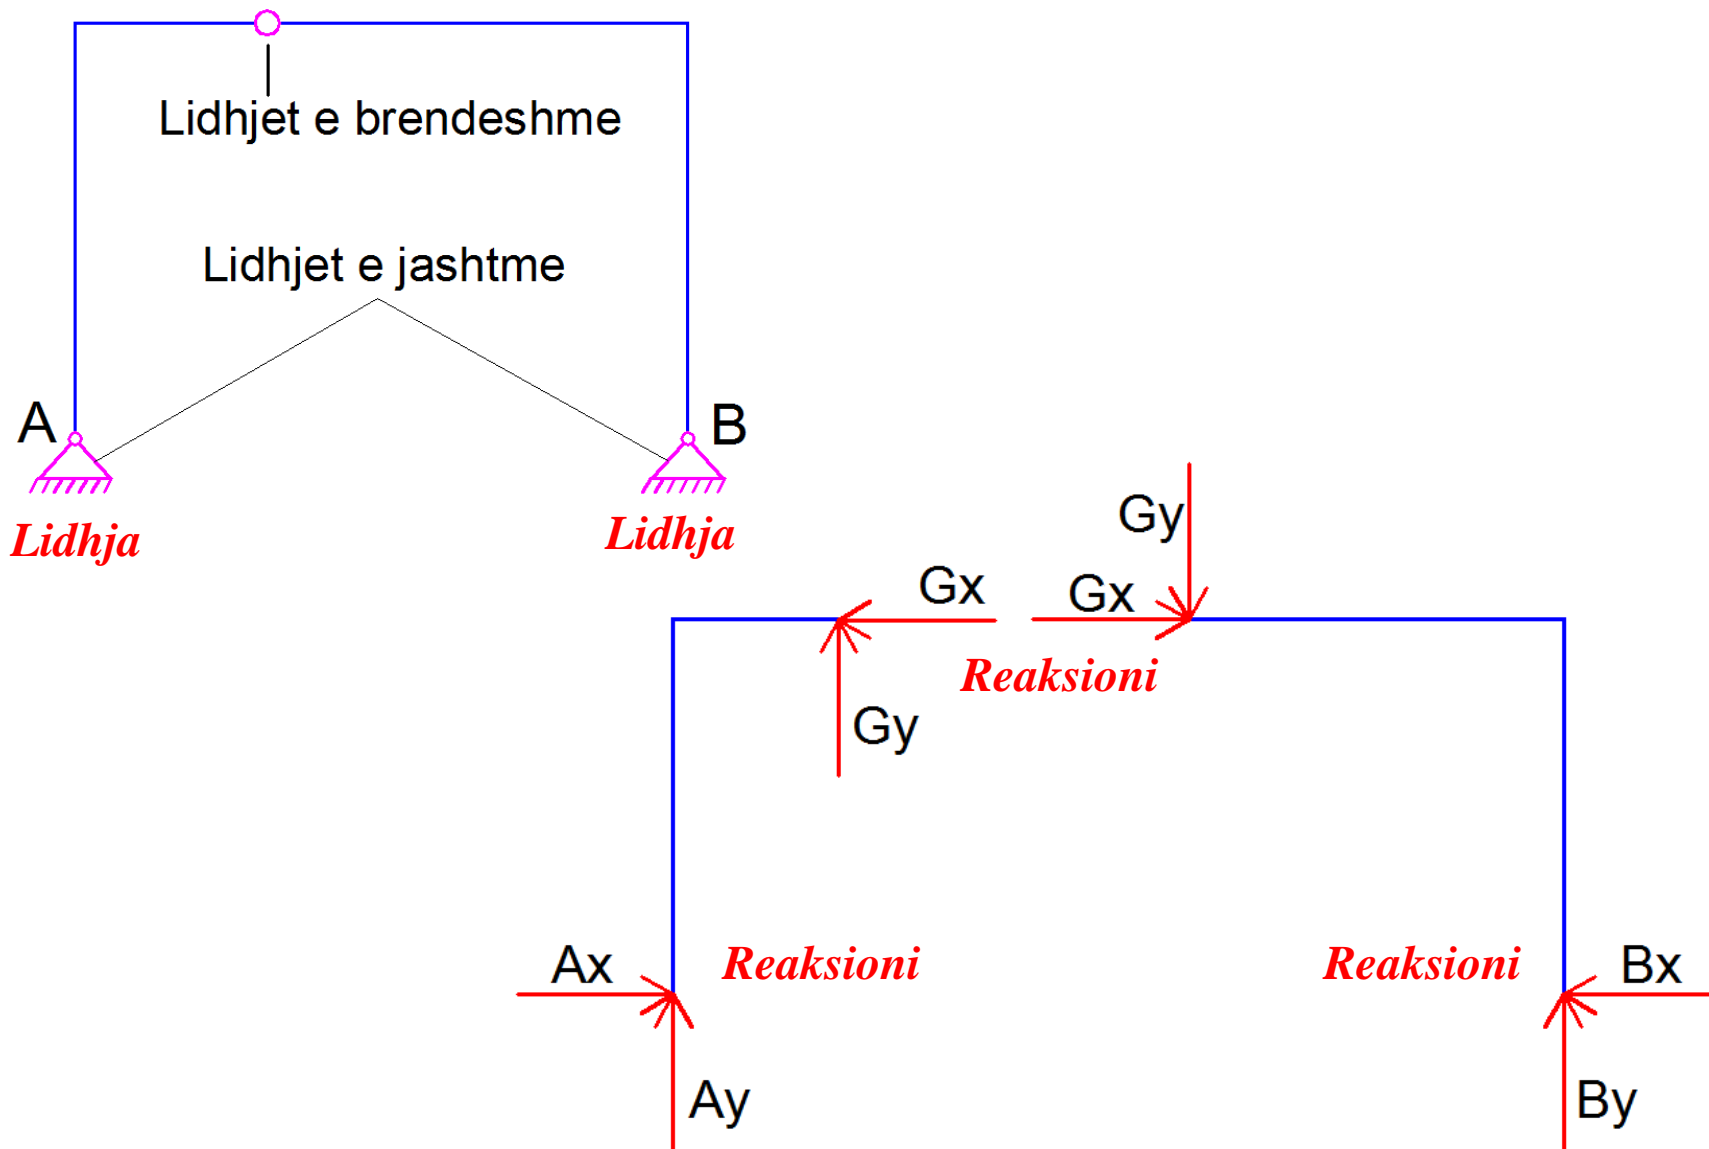 Lidhjet e brendeshme
Lidhjet e jashtme
A
B
Lidhja
Lidhja
Gy
Gx
Gx
Reaksioni
Gy
Ax
Reaksioni
Reaksioni
Bx
Ay
By